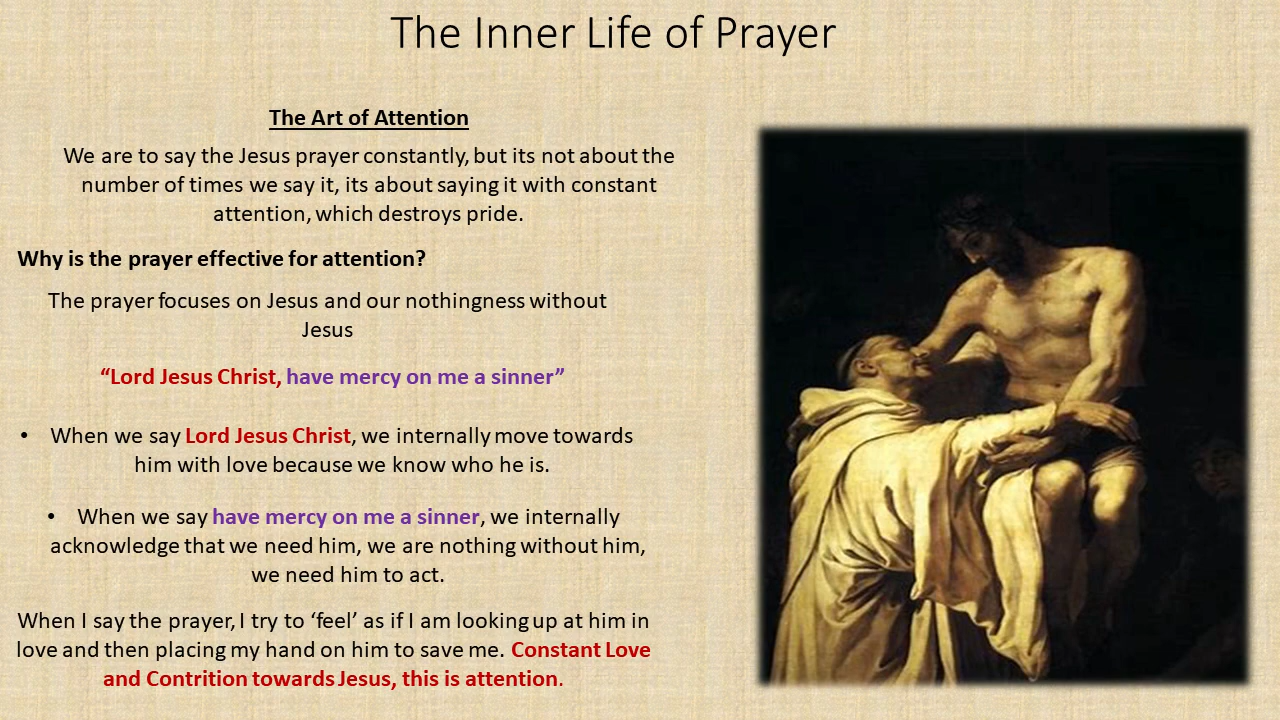 The Inner Life of Prayer
The Art of Attention
We are to say the Jesus prayer constantly, but its not about the
number of times we say it, its about saying it with constant
attention, which destroys pride.
Why is the prayer effective for attention?
The prayer focuses on Jesus and our nothingness without
Jesus
“Lord Jesus Christ, have mercy on me a sinner”
• When we say Lord Jesus Christ, we internally move towards
him with love because we know who he is.
• When we say have mercy on me a sinner, we internally
acknowledge that we need him, we are nothing without him,
we need him to act.
When I say the prayer, I try to ‘feel’ as if I am looking up at him in
love and then placing my hand on him to save me. Constant Love
and Contrition towards Jesus, this is attention.